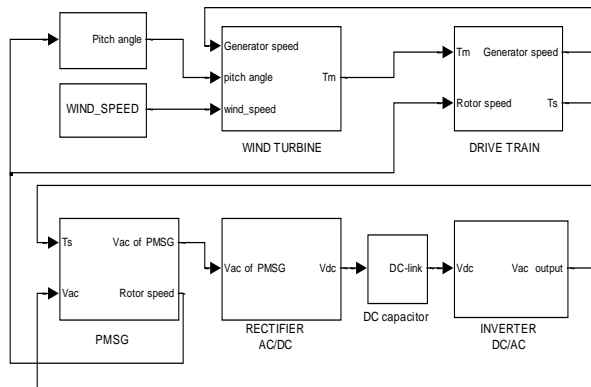 Pitch angle
Generator speed
pitch angle
Tm
wind_speed
WIND_SPEED
WIND TURBINE
Tm
Generator speed
Rotor speed
Ts
DRIVE TRAIN
Ts
Vac of PMSG
Vac
Rotor speed
PMSG
Vac of PMSG
Vdc
RECTIFIER
AC/DC
DC-link
DC capacitor
Vdc
Vac output
INVERTER
DC/AC